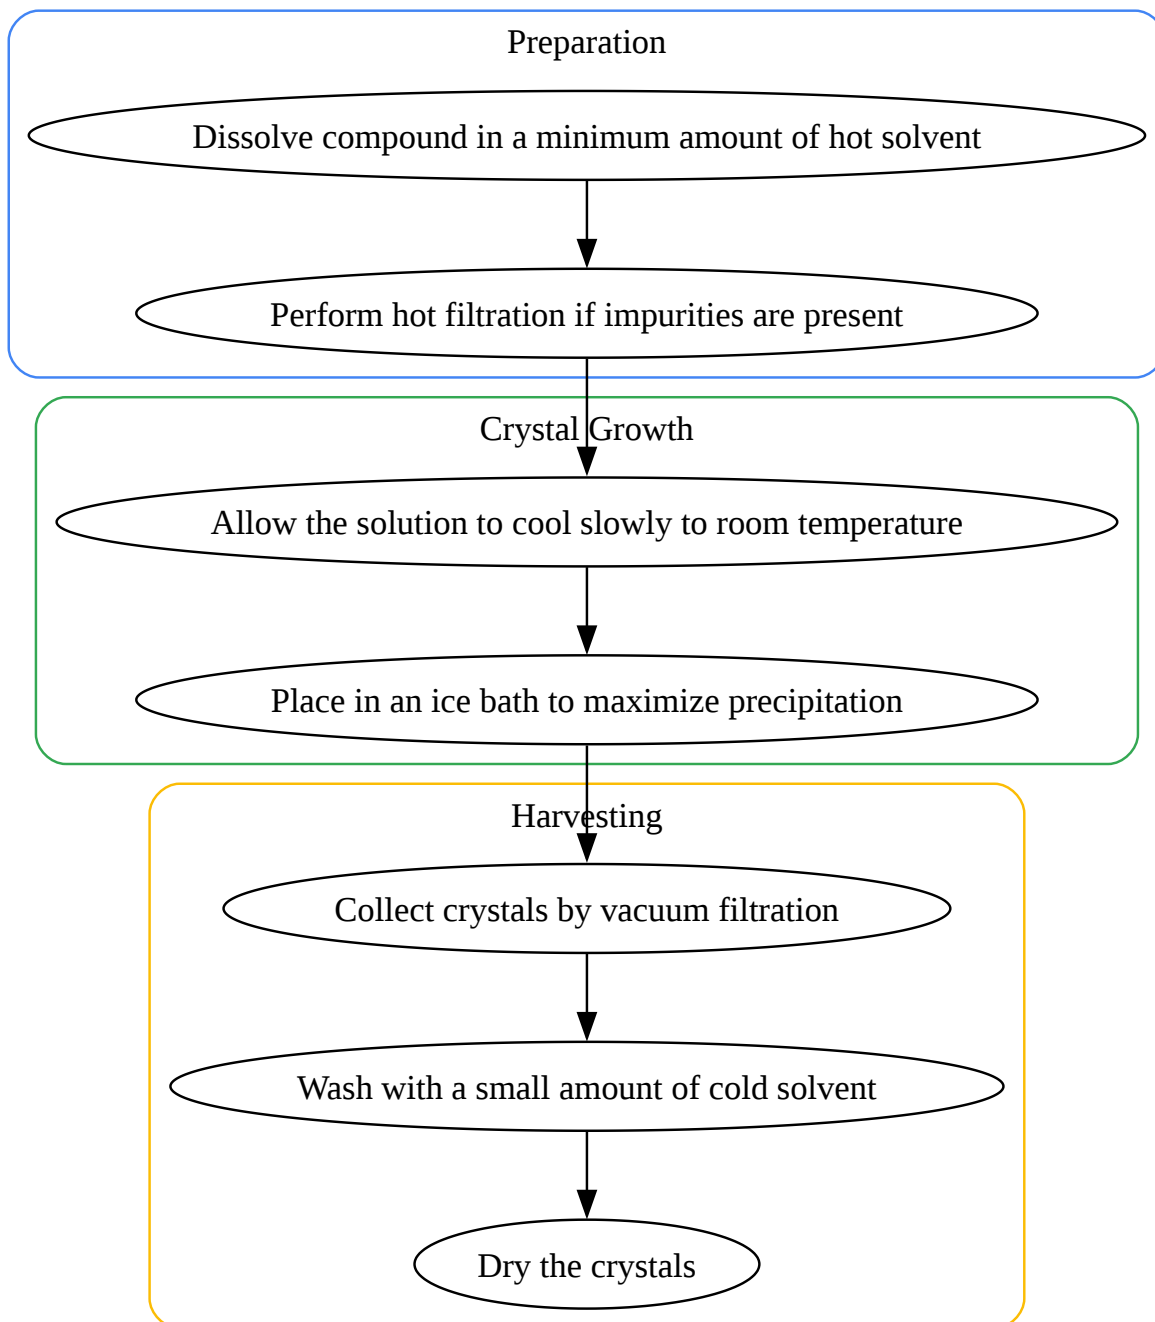 Preparation
Dissolve compound in a minimum amount of hot solvent
Perform hot filtration if impurities are present
Crystal Growth
Allow the solution to cool slowly to room temperature
Place in an ice bath to maximize precipitation
Harvesting
Collect crystals by vacuum filtration
Wash with a small amount of cold solvent
Dry the crystals